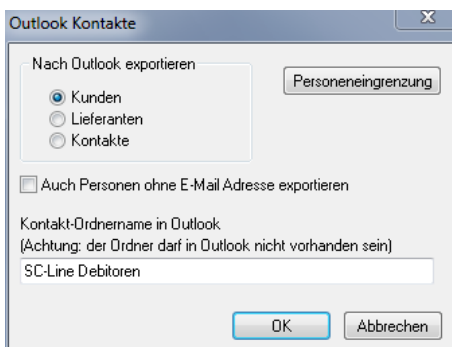 Outlook Kontakte
Nach Outlook exportieren
Kunden
Lieferanten
Kontakte
Personeneingrenzung
Auch Personen ohne E-Mail Adresse exportieren
Kontakt-Ordnername in Outlook
(Achtung: der Ordner darf in Outlook nicht vorhanden sein)
SC-Line Debitoren
OK
Abbrechen